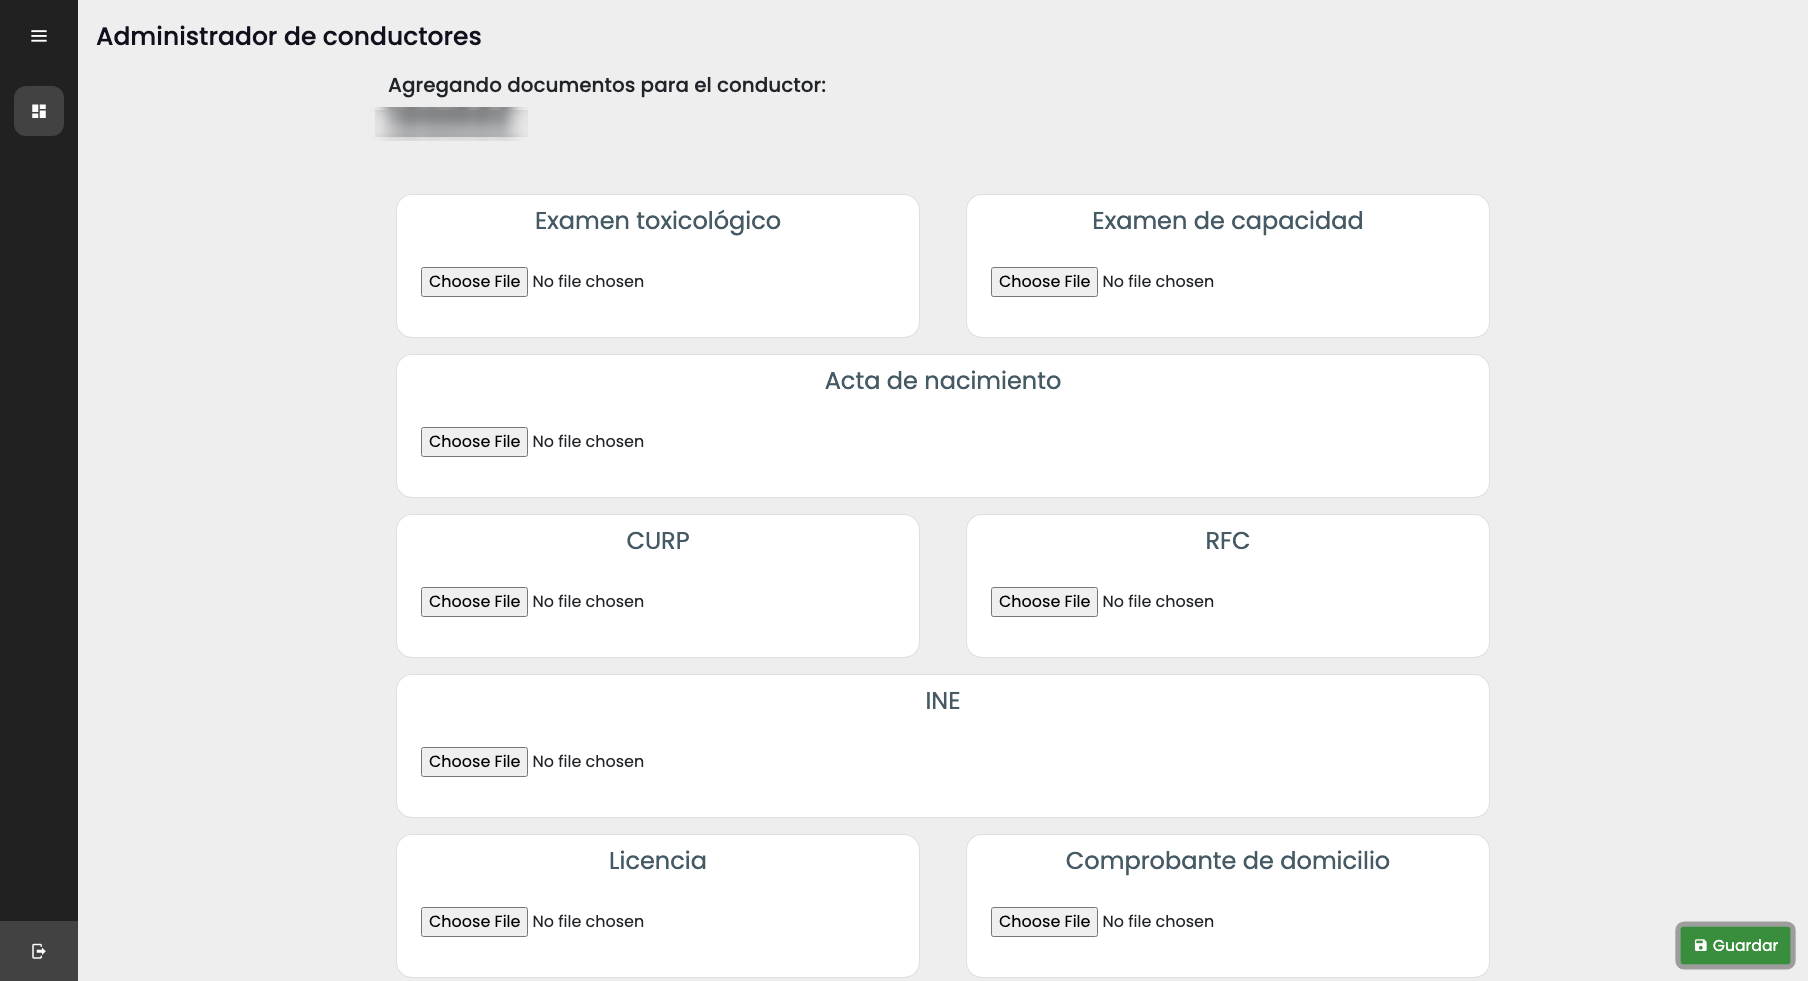 Administrador de conductores
Agregando documentos para el conductor:
Examen toxicológico
Choose File No file chosen
Examen de capacidad
Choose File No file chosen
Acta de nacimiento
Choose File No file chosen
CURP
Choose File No file chosen
RFC
Choose File No file chosen
INE
Choose File No file chosen
Licencia
Choose File No file chosen
Comprobante de domicilio
Choose File No file chosen
Guardar